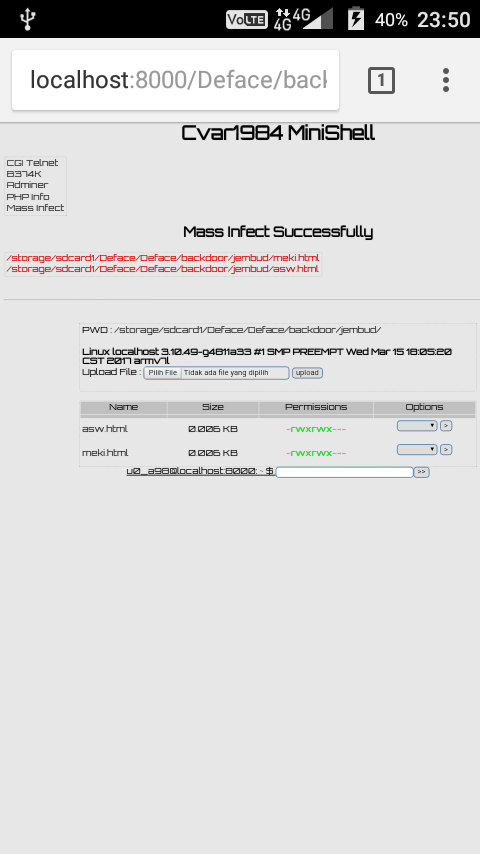 VoLTE 4G 4G 40% 23:50
localhost:8000/Deface/back
1
Cvar1984 MiniShell
CGI Telnet
B374K
Adminer
PHP Info
Mass Infect
Mass Infect Successfully
/storage/sdcard1/Deface/Deface/backdoor/jembud/meki.html
/storage/sdcard1/Deface/Deface/backdoor/jembud/asw.html
PWD : /storage/sdcard1/Deface/Deface/backdoor/jembud/
Linux localhost 3.10.49-g4811a33 #1 SMP PREEMPT Wed Mar 15 18:05:20
CST 2017 armv7l
Upload File : Pilih File Tidak ada file yang dipilih upload
Name Size Permissions Options
asw.html 0.006 KB -rwxrwx--- >
meki.html 0.006 KB -rwxrwx--- >
u0_a98@localhost:8000: ~ $ >>